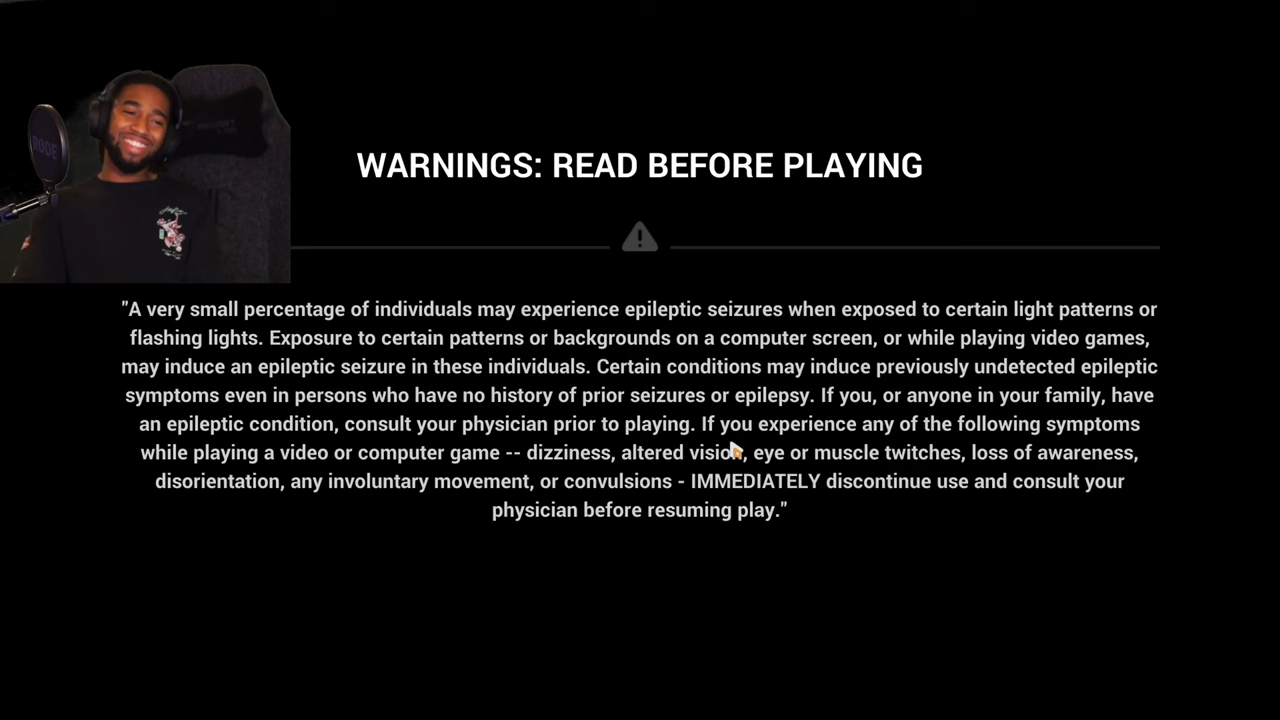 WARNINGS: READ BEFORE PLAYING
RODE
"A very small percentage of individuals may experience epileptic seizures when exposed to certain light patterns or
flashing lights. Exposure to certain patterns or backgrounds on a computer screen, or while playing video games,
may induce an epileptic seizure in these individuals. Certain conditions may induce previously undetected epileptic
symptoms even in persons who have no history of prior seizures or epilepsy. If you, or anyone in your family, have
an epileptic condition, consult your physician prior to playing. If you experience any of the following symptoms
while playing a video or computer game -- dizziness, altered vision, eye or muscle twitches, loss of awareness,
disorientation, any involuntary movement, or convulsions - IMMEDIATELY discontinue use and consult your
physician before resuming play."